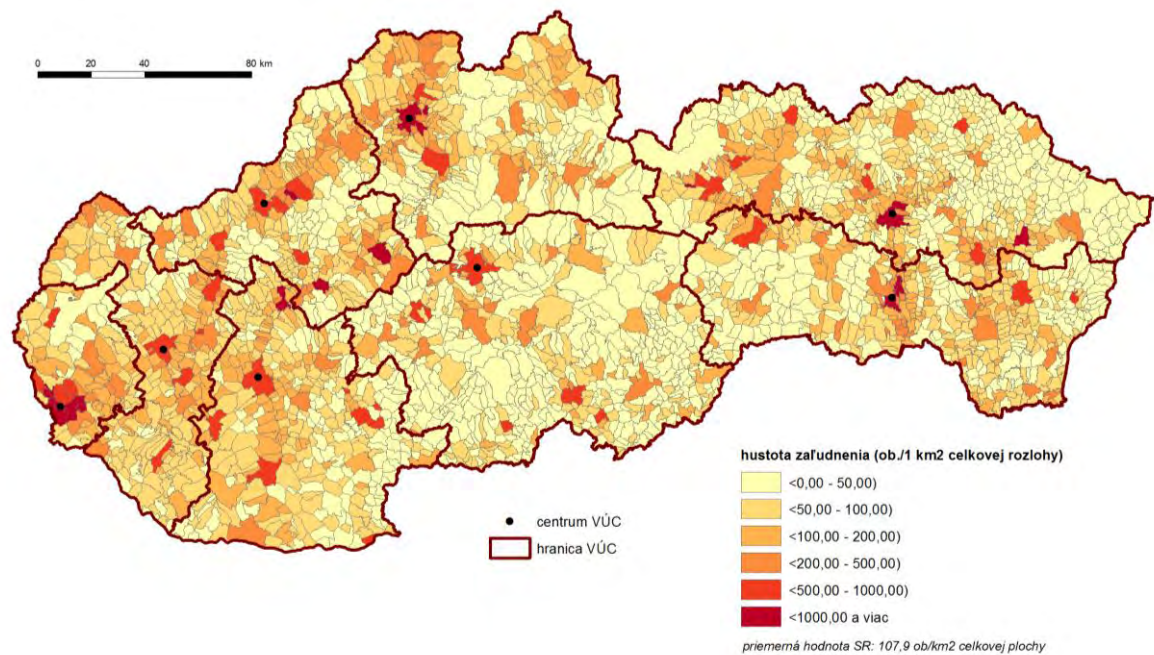 0 20 40 80 km
hustota zaľudnenia (ob./1 km2 celkovej rozlohy)
<0,00 - 50,00)
<50,00 - 100,00)
<100,00 - 200,00)
<200,00 - 500,00)
<500,00 - 1000,00)
<1000,00 a viac
centrum VÚC
hranica VÚC
priemerná hodnota SR: 107,9 ob/km2 celkovej plochy